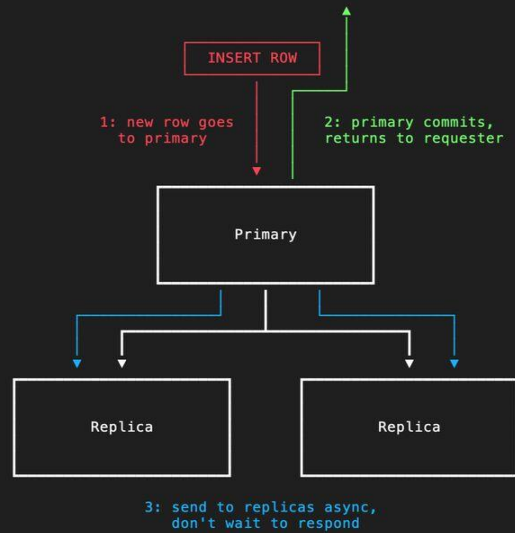 INSERT ROW
1: new row goes
to primary
2: primary commits,
returns to requester
Primary
Replica
Replica
3: send to replicas async,
don't wait to respond